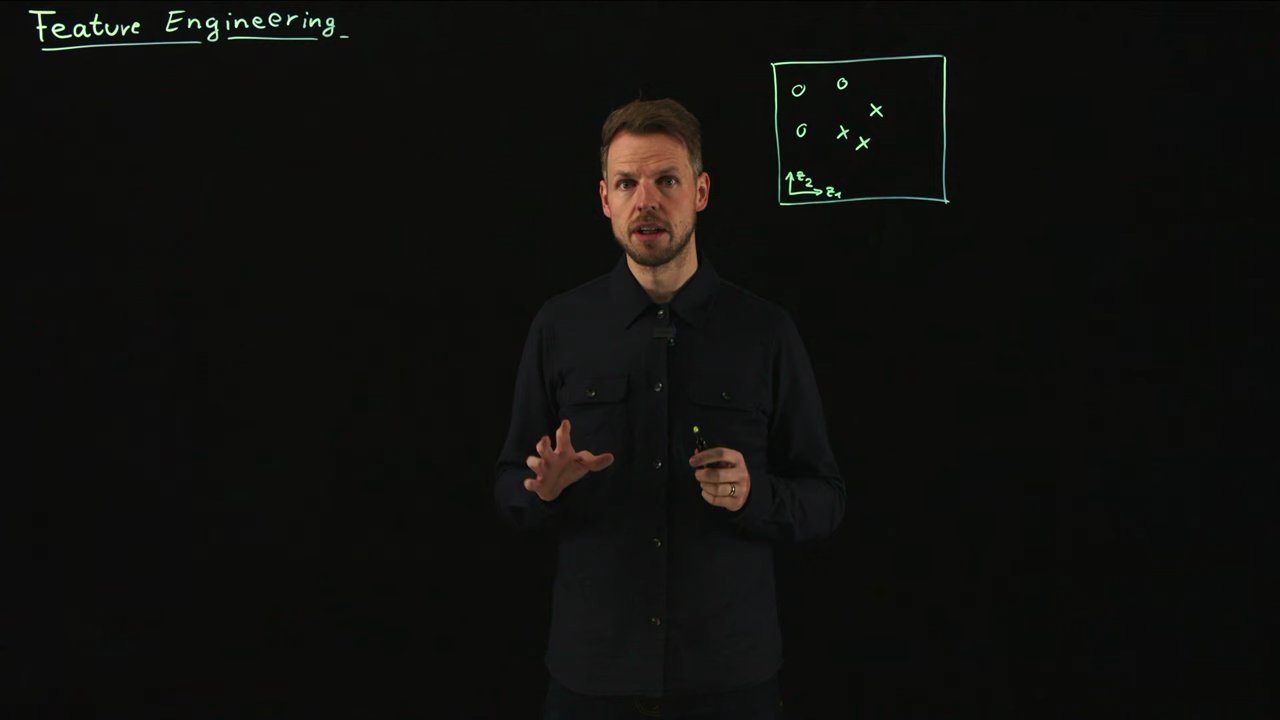 Feature Engineering
o o
x
o x
x
z₂
z₁